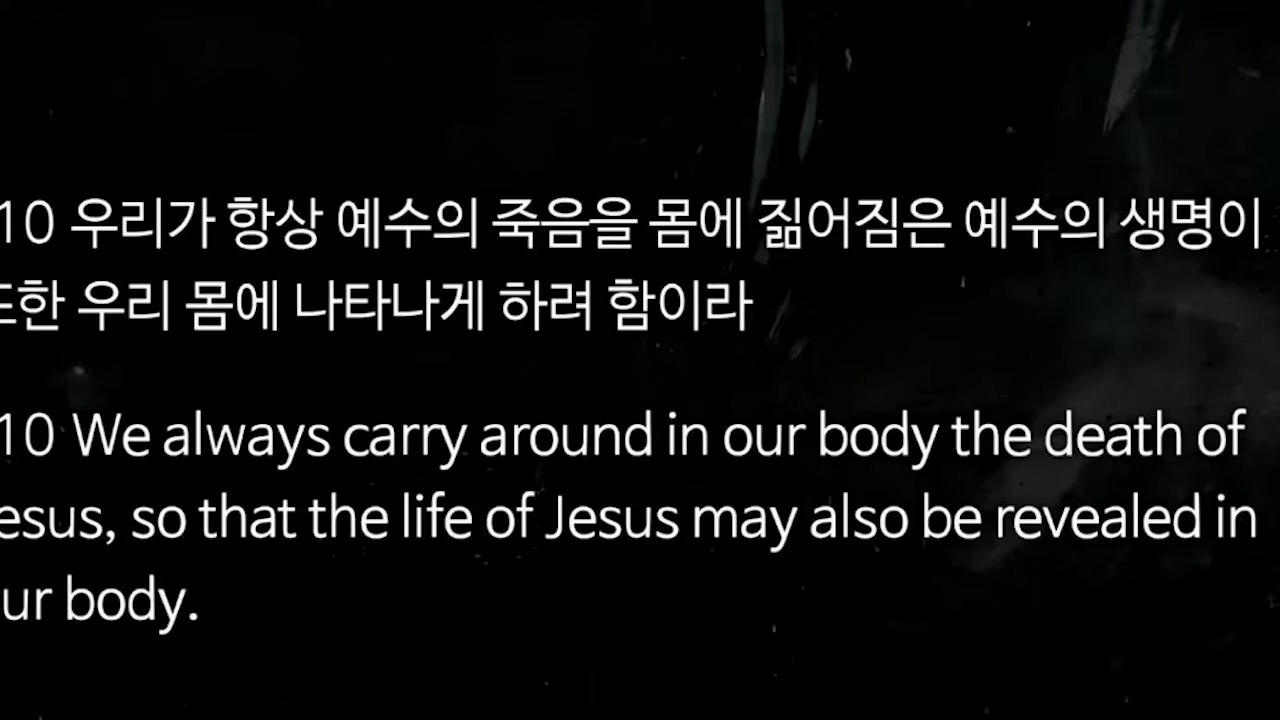 10 우리가 항상 예수의 죽음을 몸에 짊어짐은 예수의 생명이
또한 우리 몸에 나타나게 하려 함이라
10 We always carry around in our body the death of
esus, so that the life of Jesus may also be revealed in
ur body.